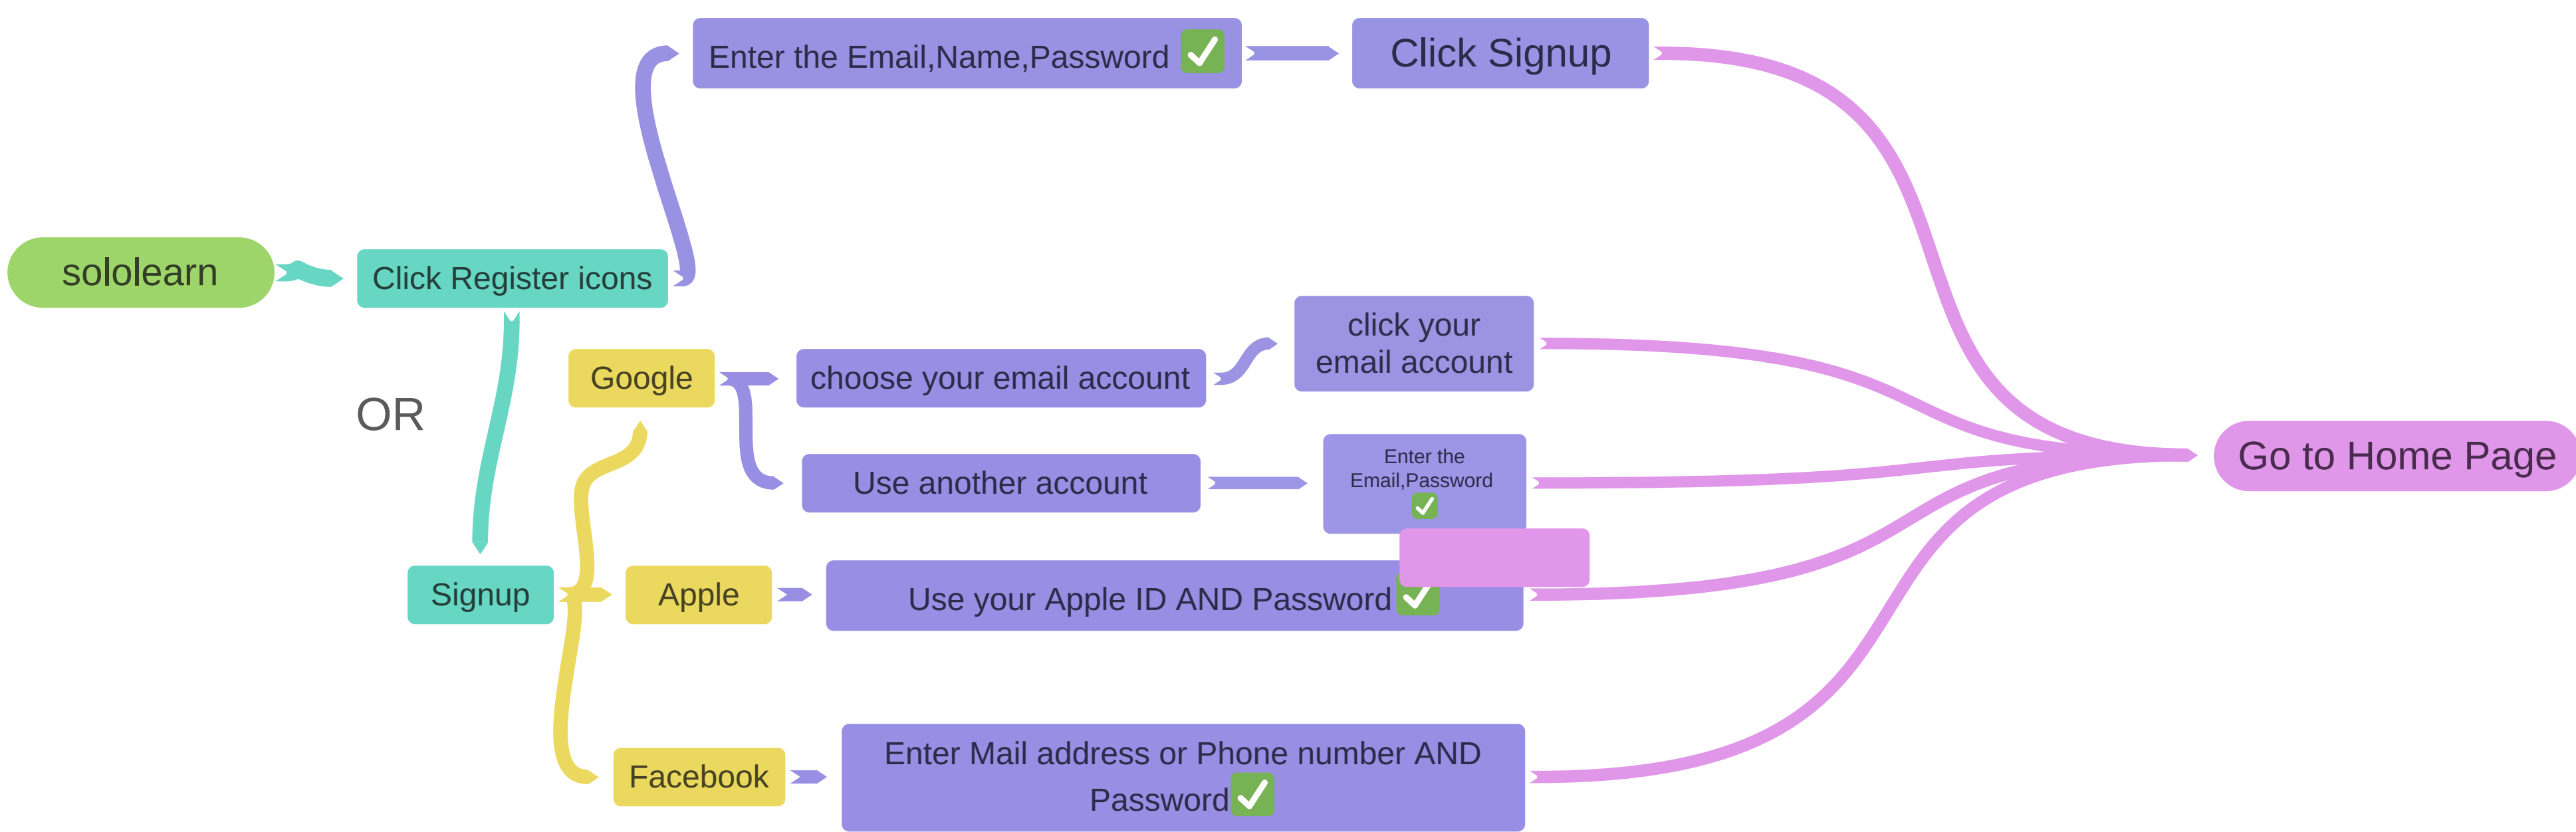 Enter the Email,Name,Password ✅
Click Signup
sololearn
Click Register icons
click your
email account
Google
choose your email account
OR
Go to Home Page
Use another account
Enter the
Email,Password
✅
Signup
Apple
Use your Apple ID AND Password✅
Facebook
Enter Mail address or Phone number AND
Password✅